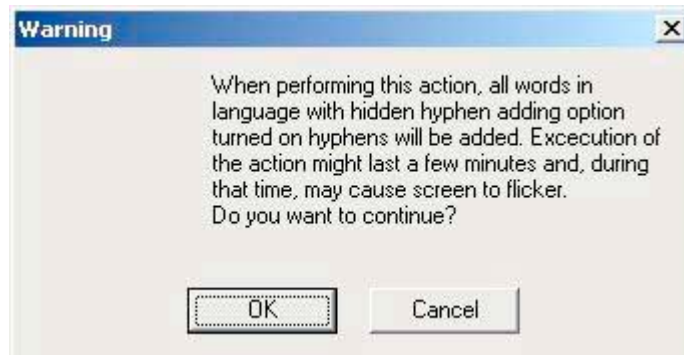 Warning
When performing this action, all words in
language with hidden hyphen adding option
turned on hyphens will be added. Excecution of
the action might last a few minutes and, during
that time, may cause screen to flicker.
Do you want to continue?
OK Cancel